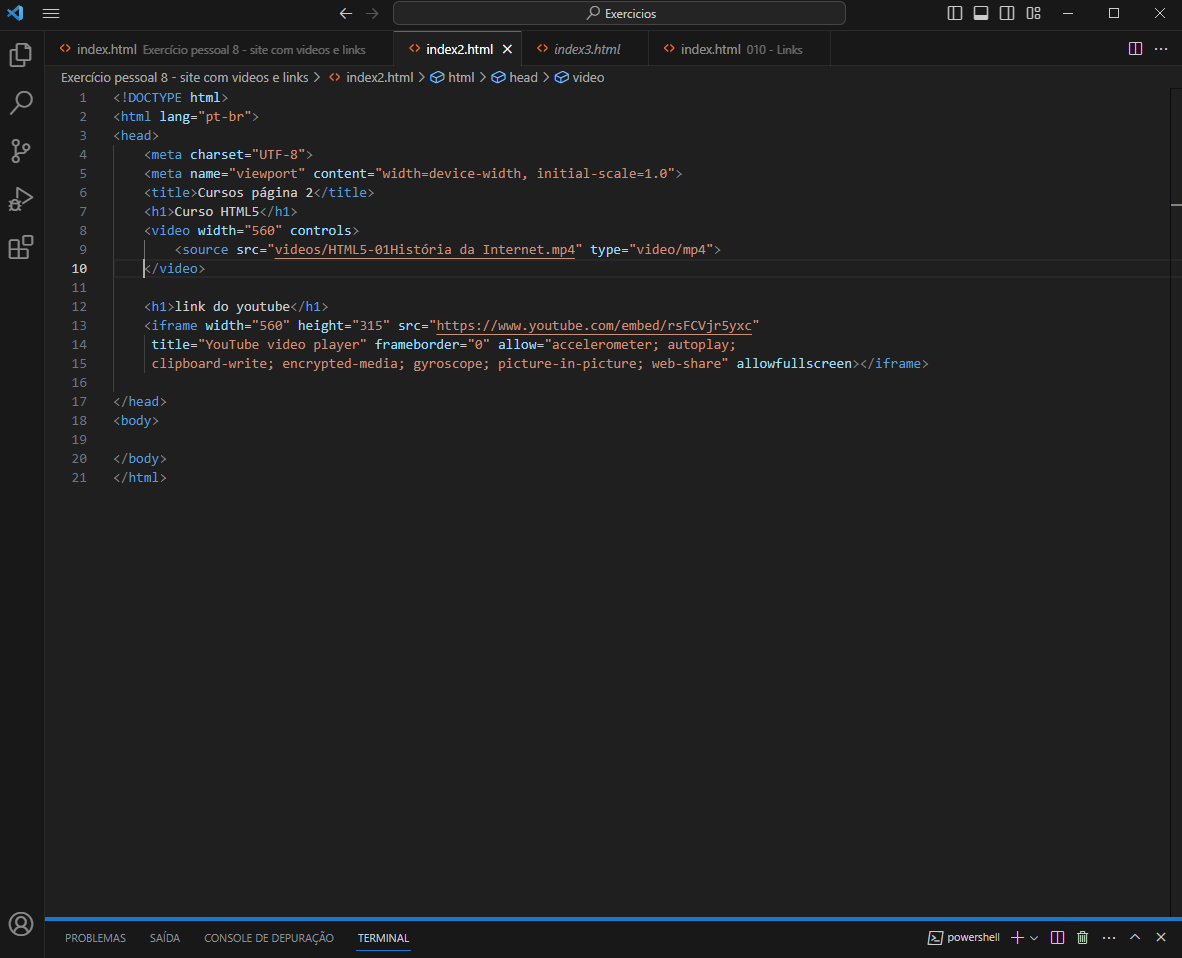 Exercicios
index.html Exercício pessoal 8 - site com videos e links
index2.html
index3.html
index.html 010 - Links
Exercício pessoal 8 - site com videos e links > index2.html > html > head > video
1 <!DOCTYPE html>
2 <html lang="pt-br">
3 <head>
4 <meta charset="UTF-8">
5 <meta name="viewport" content="width=device-width, initial-scale=1.0">
6 <title>Cursos página 2</title>
7 <h1>Curso HTML5</h1>
8 <video width="560" controls>
9 <source src="videos/HTML5-01História da Internet.mp4" type="video/mp4">
10 </video>
11
12 <h1>link do youtube</h1>
13 <iframe width="560" height="315" src="https://www.youtube.com/embed/rsFCVjr5yxc"
14 title="YouTube video player" frameborder="0" allow="accelerometer; autoplay;
15 clipboard-write; encrypted-media; gyroscope; picture-in-picture; web-share" allowfullscreen></iframe>
16
17 </head>
18 <body>
19
20 </body>
21 </html>
PROBLEMAS SAÍDA CONSOLE DE DEPURAÇÃO TERMINAL powershell